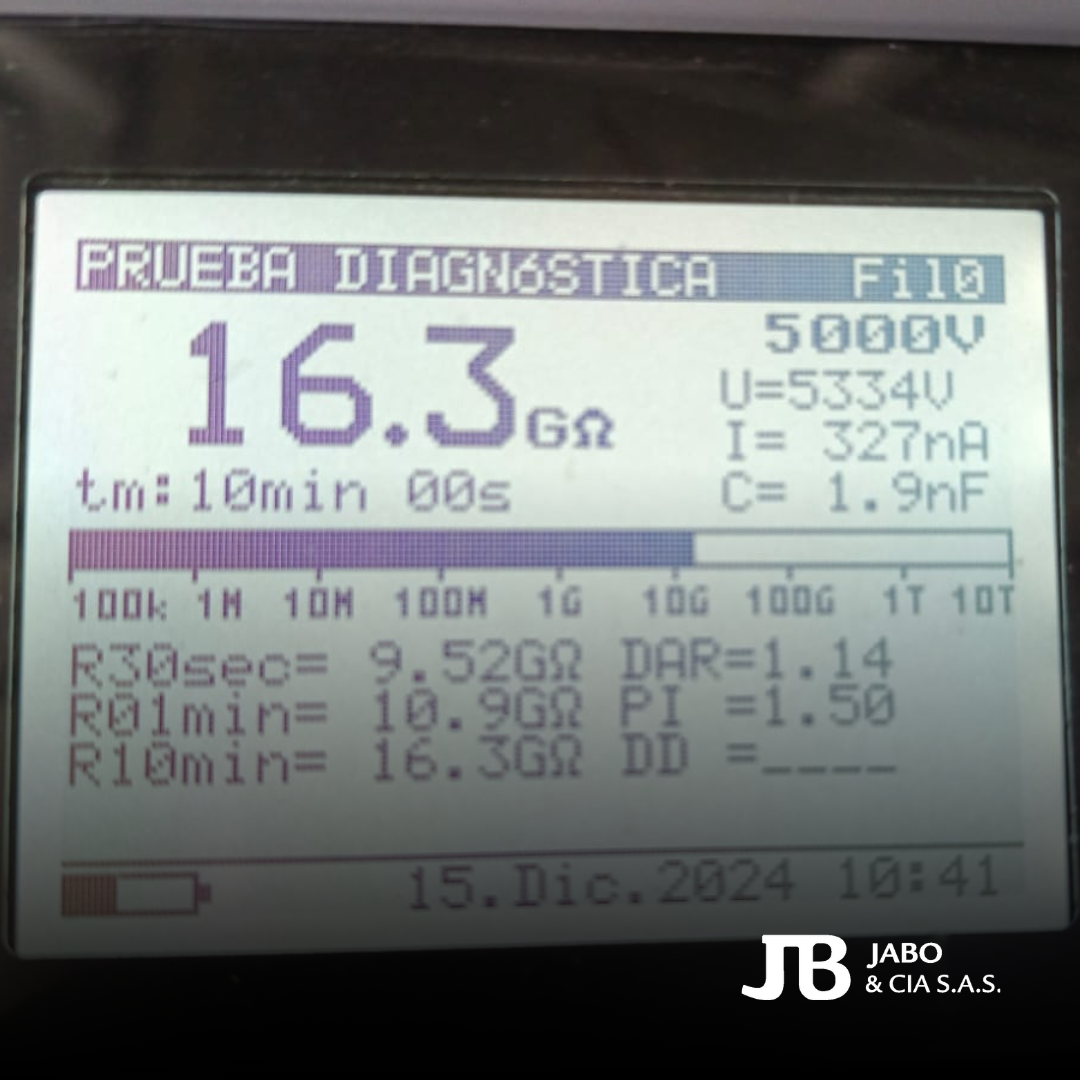 PRUEBA DIAGNóSTICA Fil0
5000V
16.3GΩ
U=5334V
I= 327nA
tm:10min 00s
C= 1.9nF
100k 1M 10M 100M 1G 10G 100G 1T 10T
R30sec= 9.52GΩ DAR=1.14
R01min= 10.9GΩ PI =1.50
R10min= 16.3GΩ DD =____
15.Dic.2024 10:41
JB JABO
& CIA S.A.S.